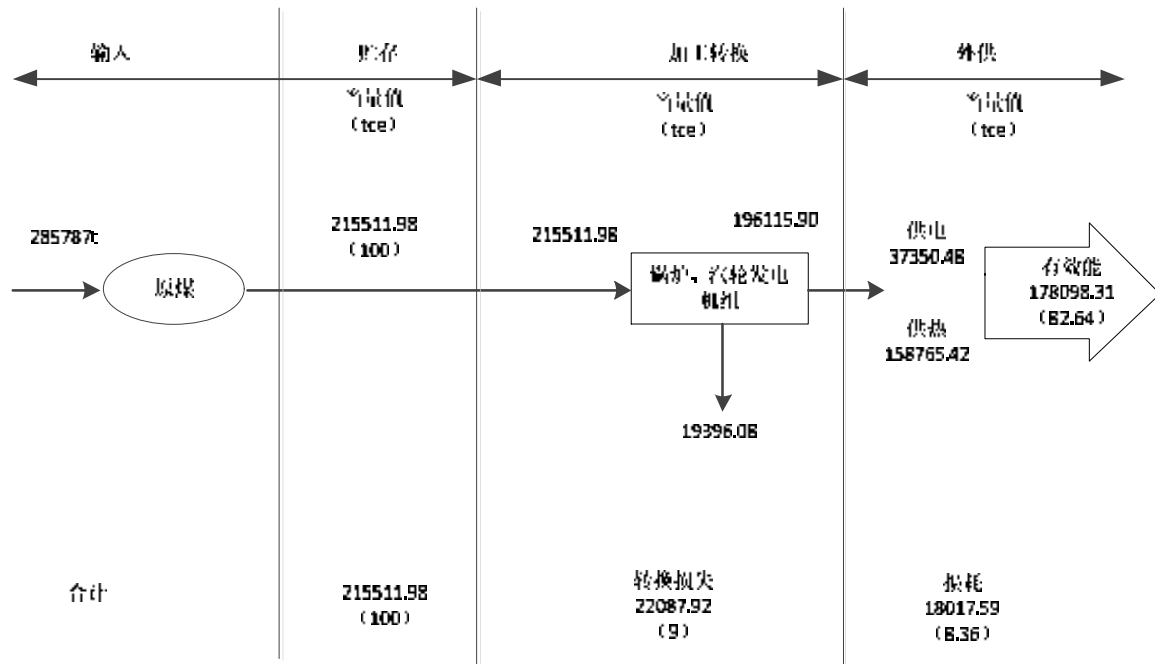 输入
贮存
加工转换
外供
当量值
(tce)
当量值
(tce)
当量值
(tce)
285787t
原煤
215511.98
(100)
215511.98
196115.90
锅炉、汽轮发电
机组
19396.08
供电
37350.48
供热
158765.42
有效能
178098.31
(82.64)
合计
215511.98
(100)
转换损失
22087.92
(9)
损耗
18017.59
(8.36)